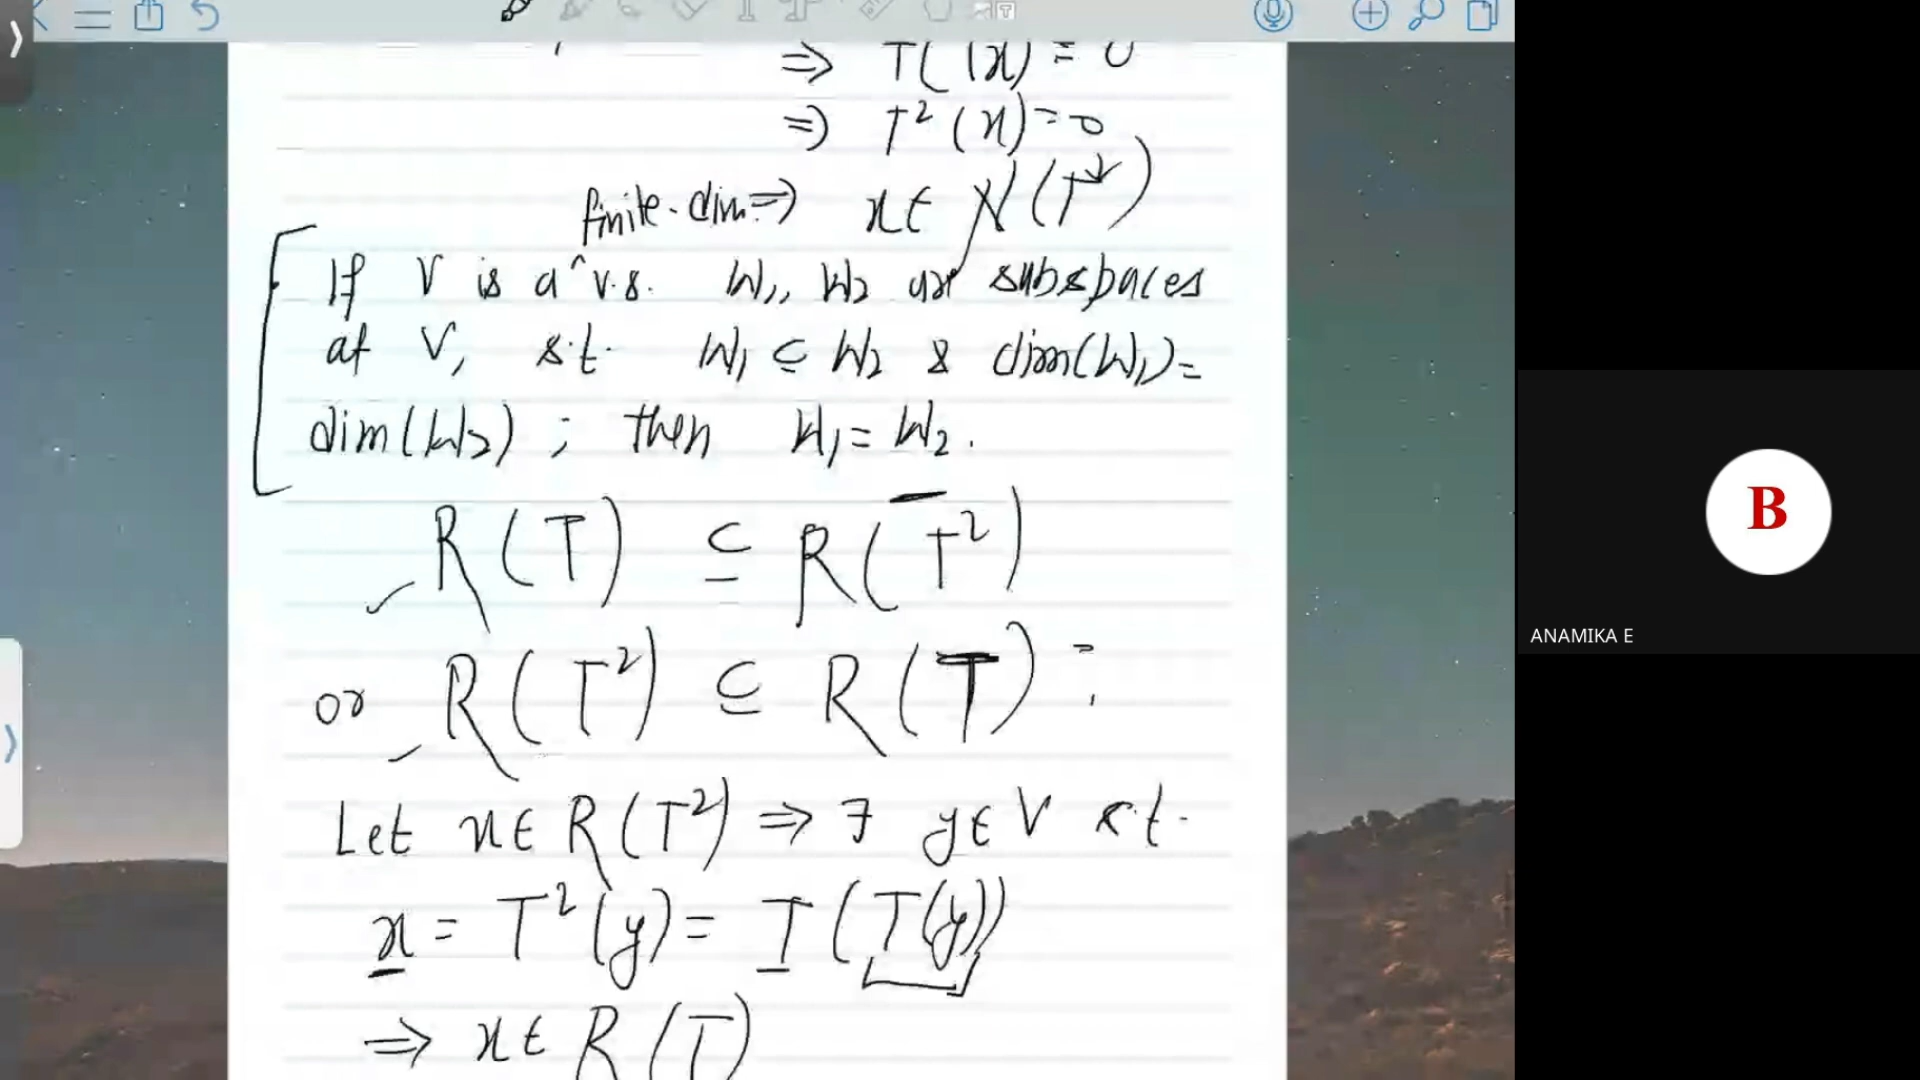 ⇒ T(T(x)) = 0
⇒ T² (x) = 0
finite-dim ⇒ x ∈ N(T²)
If V is a ^ v.s. W₁, W₂ are subspaces
of V, s.t. W₁ ⊆ W₂ & dim(W₁) =
dim(W₂) ; then W₁ = W₂.
R(T) ⊆ R(T²)
or R(T²) ⊆ R(T) :
Let x ∈ R(T²) ⇒ ∃ y ∈ V s.t.
x = T²(y) = T(T(y))
⇒ x ∈ R(T)
B
ANAMIKA E